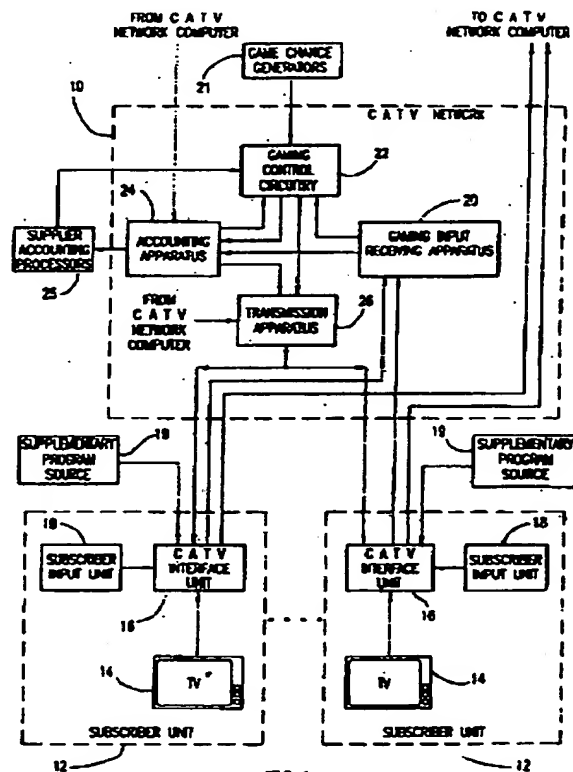 FROM C A T V
NETWORK COMPUTER
TO C A T V
NETWORK COMPUTER
GAME CHANCE
GENERATORS
21
10
C A T V NETWORK
GAMING
CONTROL
CIRCUITRY
22
24
20
SUPPLIER
ACCOUNTING
PROCESSORS
25
ACCOUNTING
APPARATUS
GAMING INPUT
RECEIVING APPARATUS
FROM
C A T V
NETWORK
COMPUTER
TRANSMISSION
APPARATUS
26
SUPPLEMENTARY
PROGRAM
SOURCE
19
19
SUPPLEMENTARY
PROGRAM
SOURCE
18
SUBSCRIBER
INPUT UNIT
C A T V
INTERFACE
UNIT
16
C A T V
INTERFACE
UNIT
16
18
SUBSCRIBER
INPUT UNIT
14
TV
TV
14
SUBSCRIBER UNIT
SUBSCRIBER UNIT
12
12